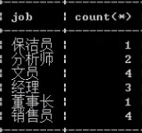 job count(*)
保洁员 1
分析师 2
文员 4
经理 3
董事长 1
销售员 4